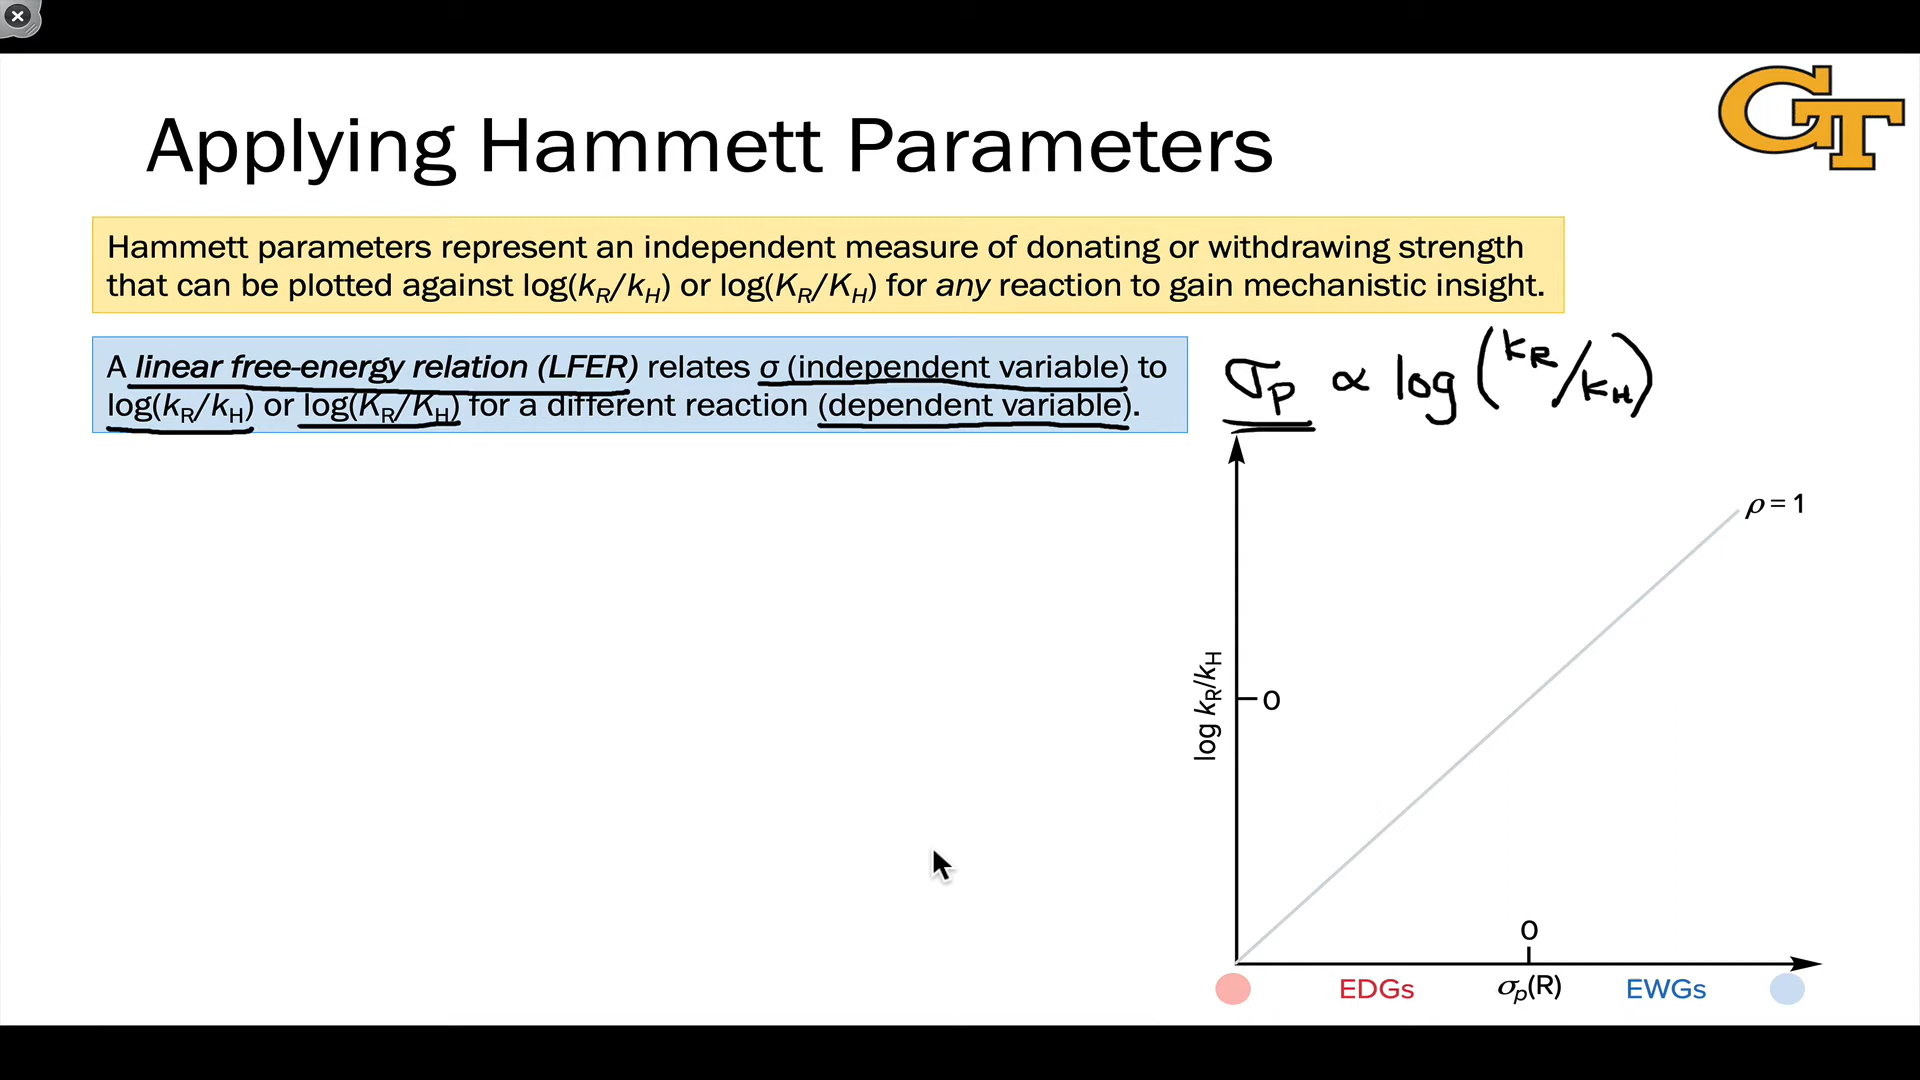 GT
Applying Hammett Parameters
Hammett parameters represent an independent measure of donating or withdrawing strength
that can be plotted against log(kR/kH) or log(KR/KH) for any reaction to gain mechanistic insight.
A linear free-energy relation (LFER) relates σ (independent variable) to
log(kR/kH) or log(KR/KH) for a different reaction (dependent variable).
σp ∝ log (kR/kH)
ρ = 1
log kR/kH
0
0
EDGs
σp(R)
EWGs